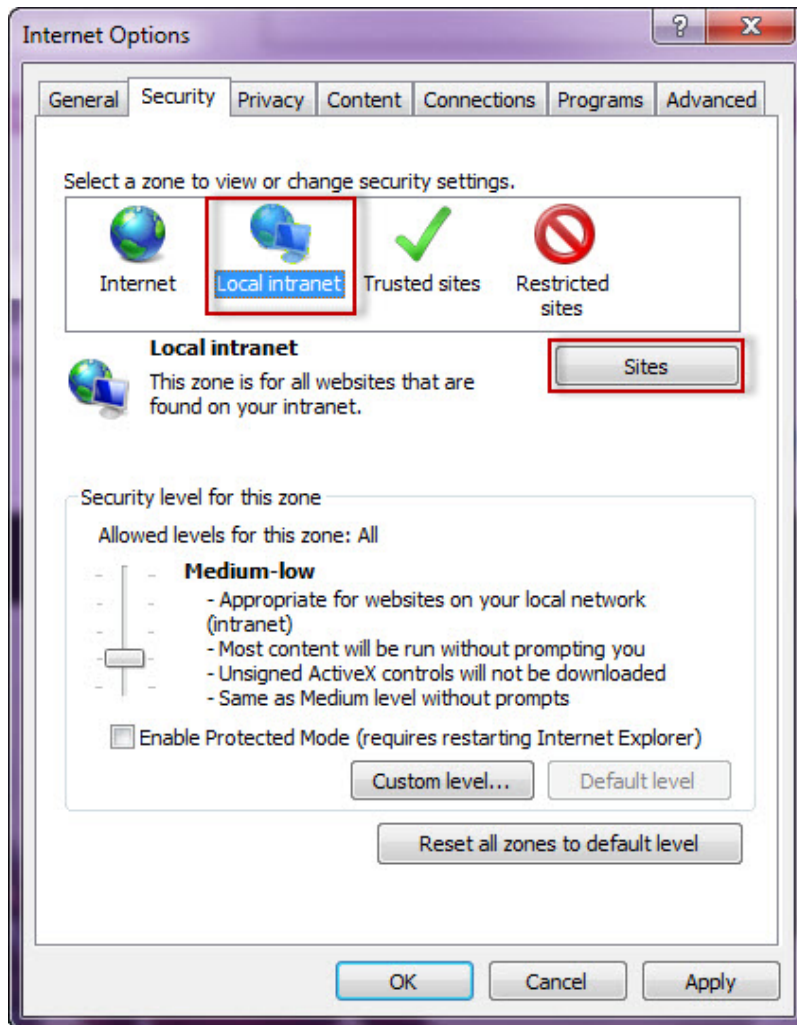 Internet Options
General Security Privacy Content Connections Programs Advanced
Select a zone to view or change security settings.
Internet Local intranet Trusted sites Restricted
sites
Local intranet
Sites
This zone is for all websites that are
found on your intranet.
Security level for this zone
Allowed levels for this zone: All
Medium-low
- Appropriate for websites on your local network
(intranet)
- Most content will be run without prompting you
- Unsigned ActiveX controls will not be downloaded
- Same as Medium level without prompts
Enable Protected Mode (requires restarting Internet Explorer)
Custom level... Default level
Reset all zones to default level
OK Cancel Apply